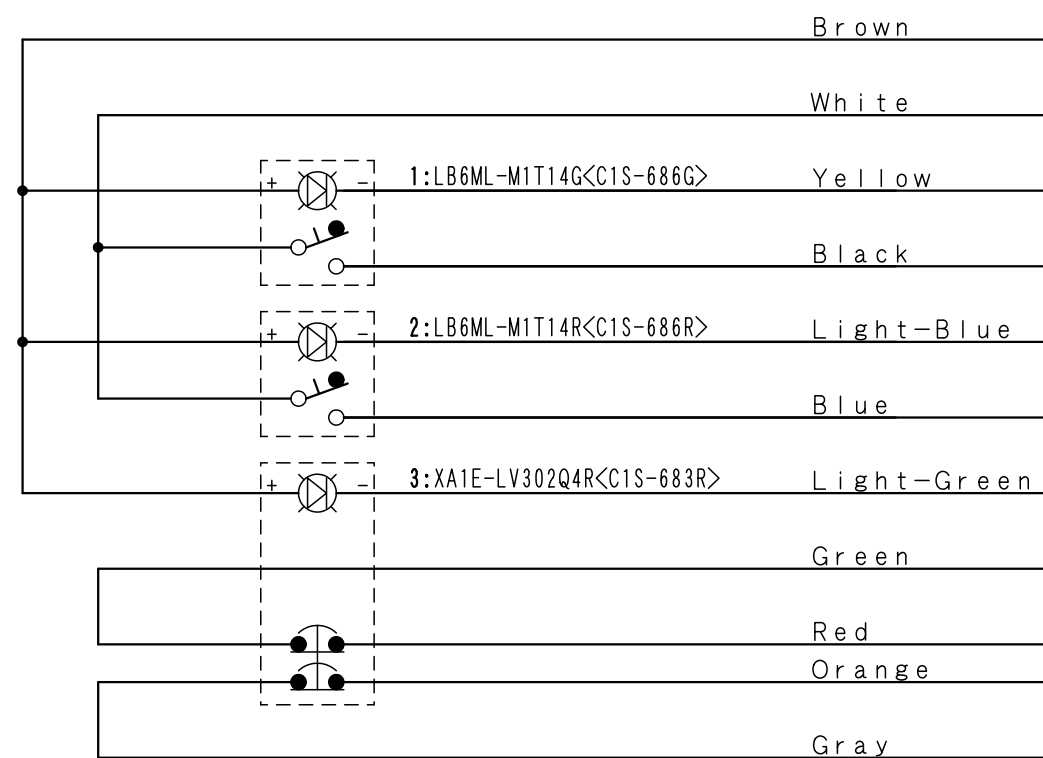 Brown
White
+ - 1:LB6ML-M1T14G<C1S-686G> Yellow
Black
+ - 2:LB6ML-M1T14R<C1S-686R> Light-Blue
Blue
+ - 3:XA1E-LV302Q4R<C1S-683R> Light-Green
Green
Red
Orange
Gray